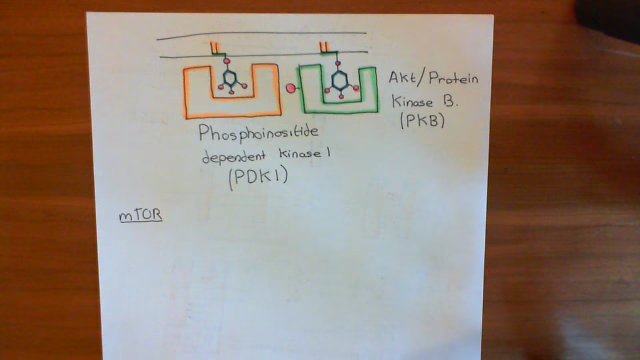 Akt/Protein
Kinase B.
(PKB)
Phosphoinositide
dependent kinase 1
(PDK1)
mTOR